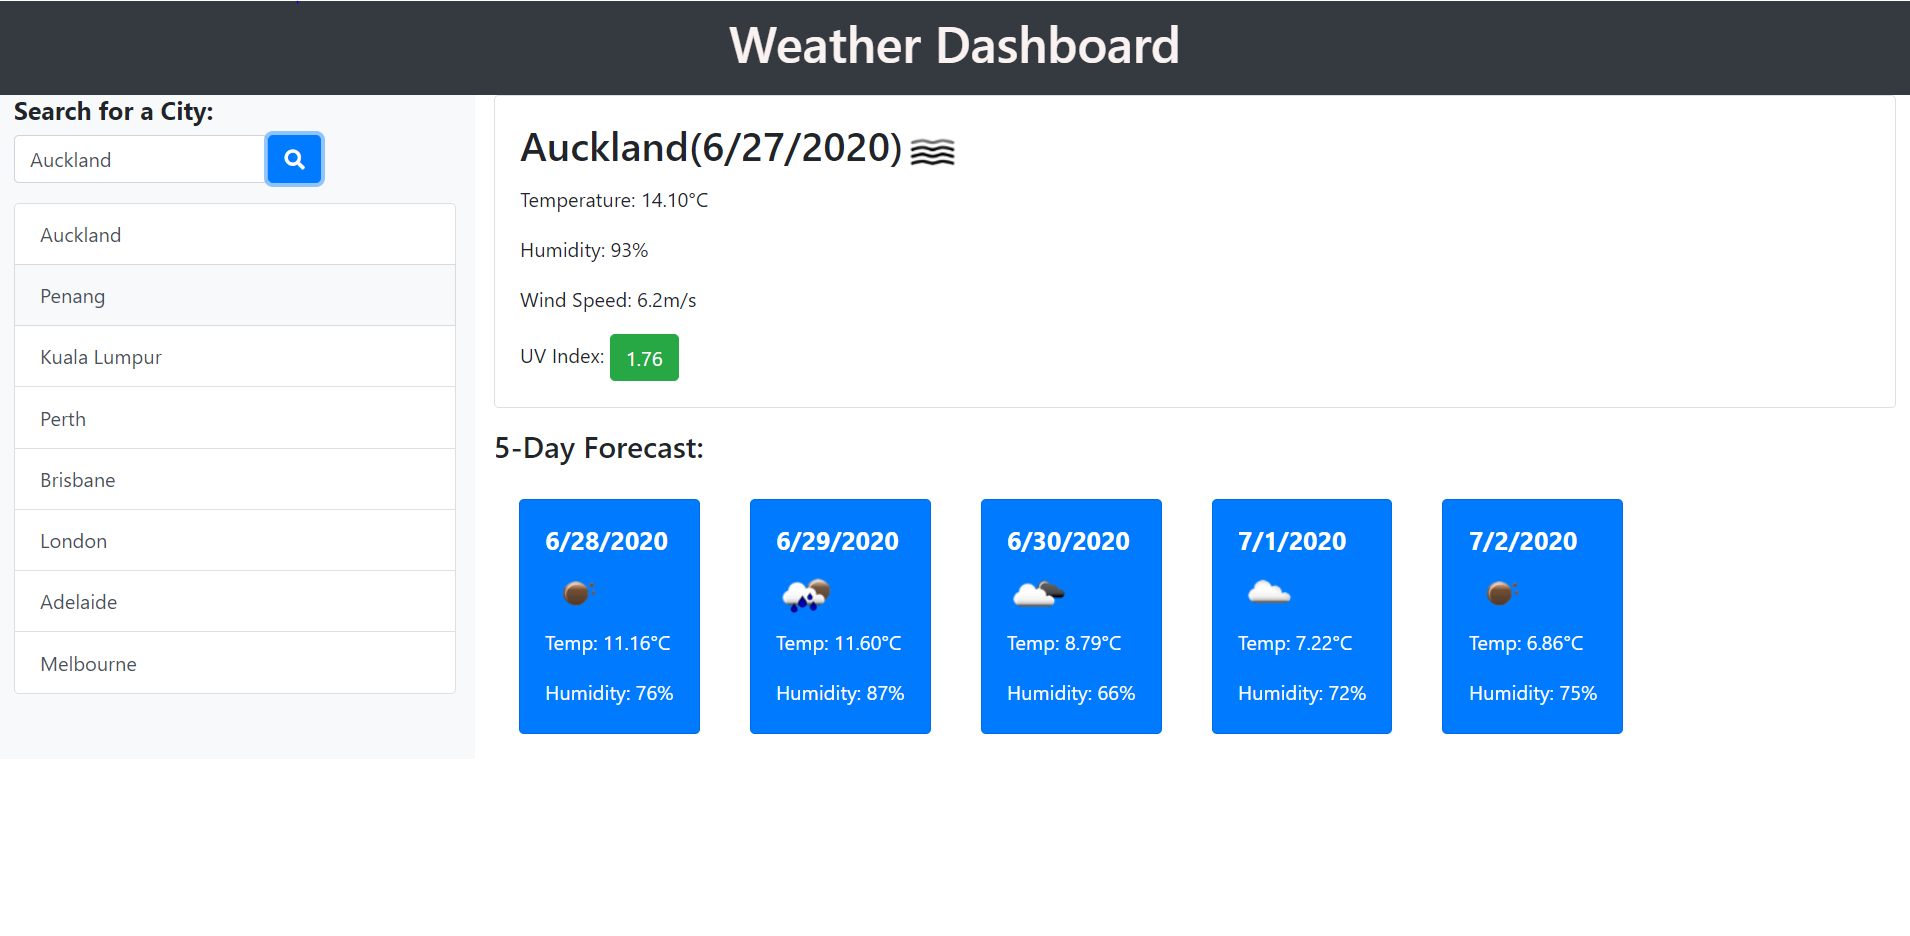 Weather Dashboard
Search for a City:
Auckland
Auckland
Penang
Kuala Lumpur
Perth
Brisbane
London
Adelaide
Melbourne
Auckland(6/27/2020)
Temperature: 14.10°C
Humidity: 93%
Wind Speed: 6.2m/s
UV Index: 1.76
5-Day Forecast:
6/28/2020
Temp: 11.16°C
Humidity: 76%
6/29/2020
Temp: 11.60°C
Humidity: 87%
6/30/2020
Temp: 8.79°C
Humidity: 66%
7/1/2020
Temp: 7.22°C
Humidity: 72%
7/2/2020
Temp: 6.86°C
Humidity: 75%